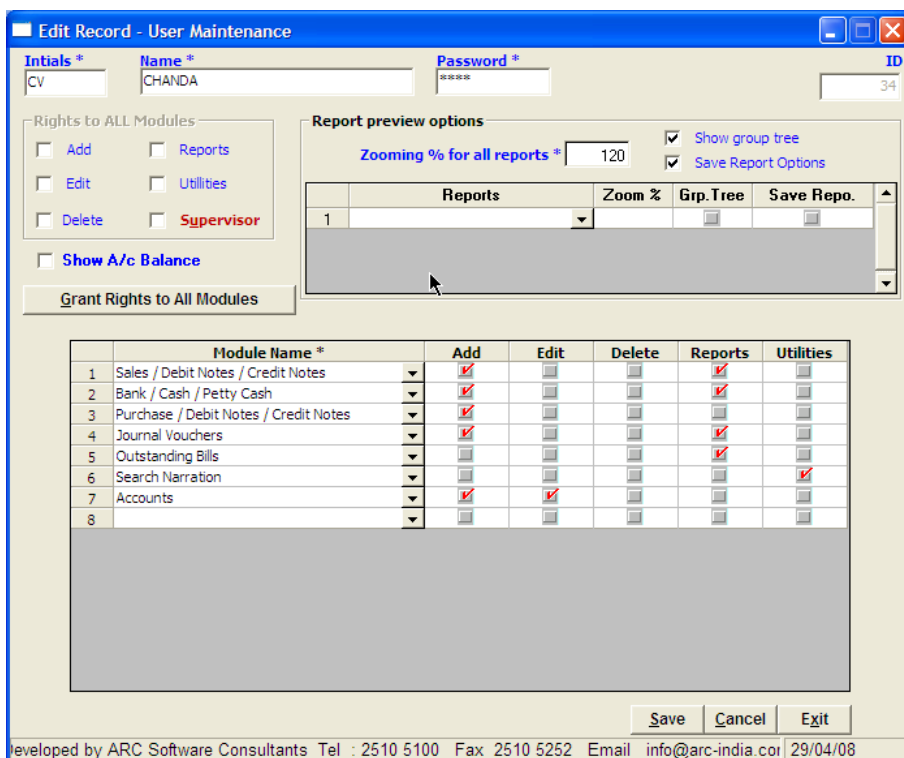 Edit Record - User Maintenance
Intials * Name * Password * ID
CV CHANDA **** 34
Rights to ALL Modules
Add Reports
Edit Utilities
Delete Supervisor
Show A/c Balance
Grant Rights to All Modules
Report preview options
Zooming % for all reports * 120
Show group tree
Save Report Options
Reports Zoom % Grp.Tree Save Repo.
1
Module Name * Add Edit Delete Reports Utilities
1 Sales / Debit Notes / Credit Notes
2 Bank / Cash / Petty Cash
3 Purchase / Debit Notes / Credit Notes
4 Journal Vouchers
5 Outstanding Bills
6 Search Narration
7 Accounts
8
Save Cancel Exit
Developed by ARC Software Consultants Tel : 2510 5100 Fax 2510 5252 Email info@arc-india.com 29/04/08